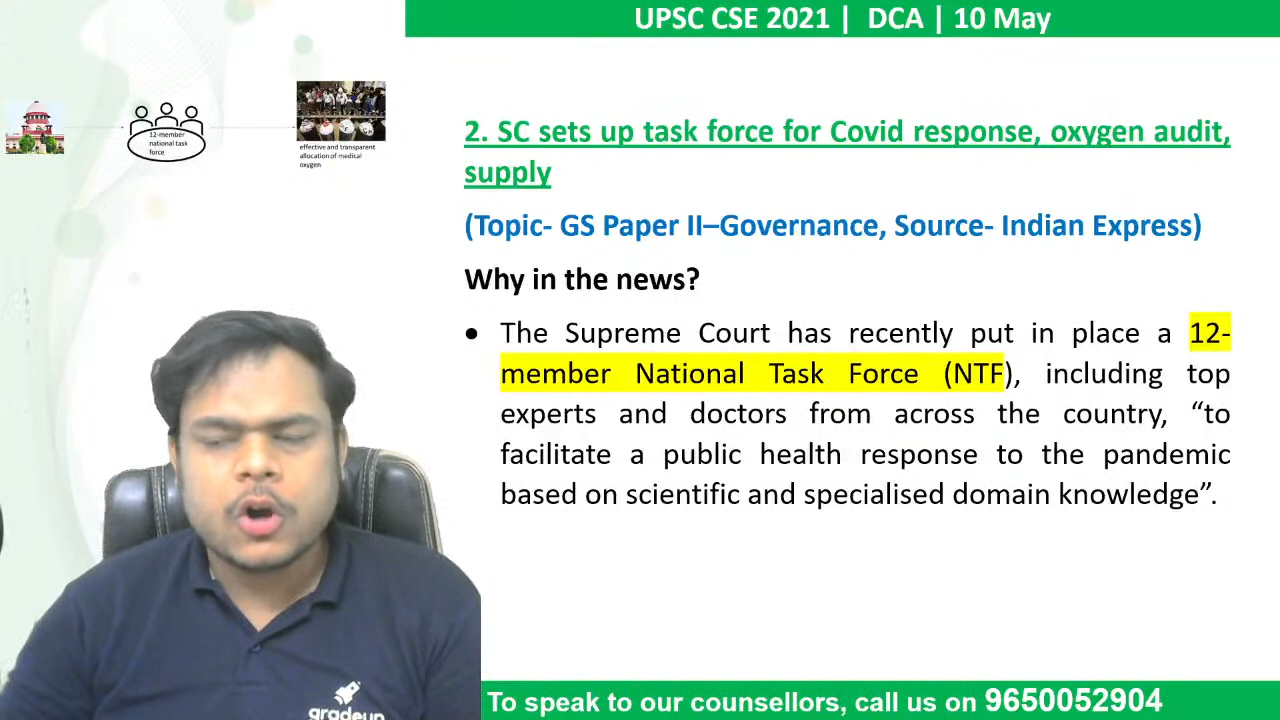 UPSC CSE 2021 | DCA | 10 May
12-member
national task
force
effective and transparent
allocation of medical
oxygen
2. SC sets up task force for Covid response, oxygen audit,
supply
(Topic- GS Paper II–Governance, Source- Indian Express)
Why in the news?
• The Supreme Court has recently put in place a 12-
member National Task Force (NTF), including top
experts and doctors from across the country, “to
facilitate a public health response to the pandemic
based on scientific and specialised domain knowledge”.
gradeup
To speak to our counsellors, call us on 9650052904